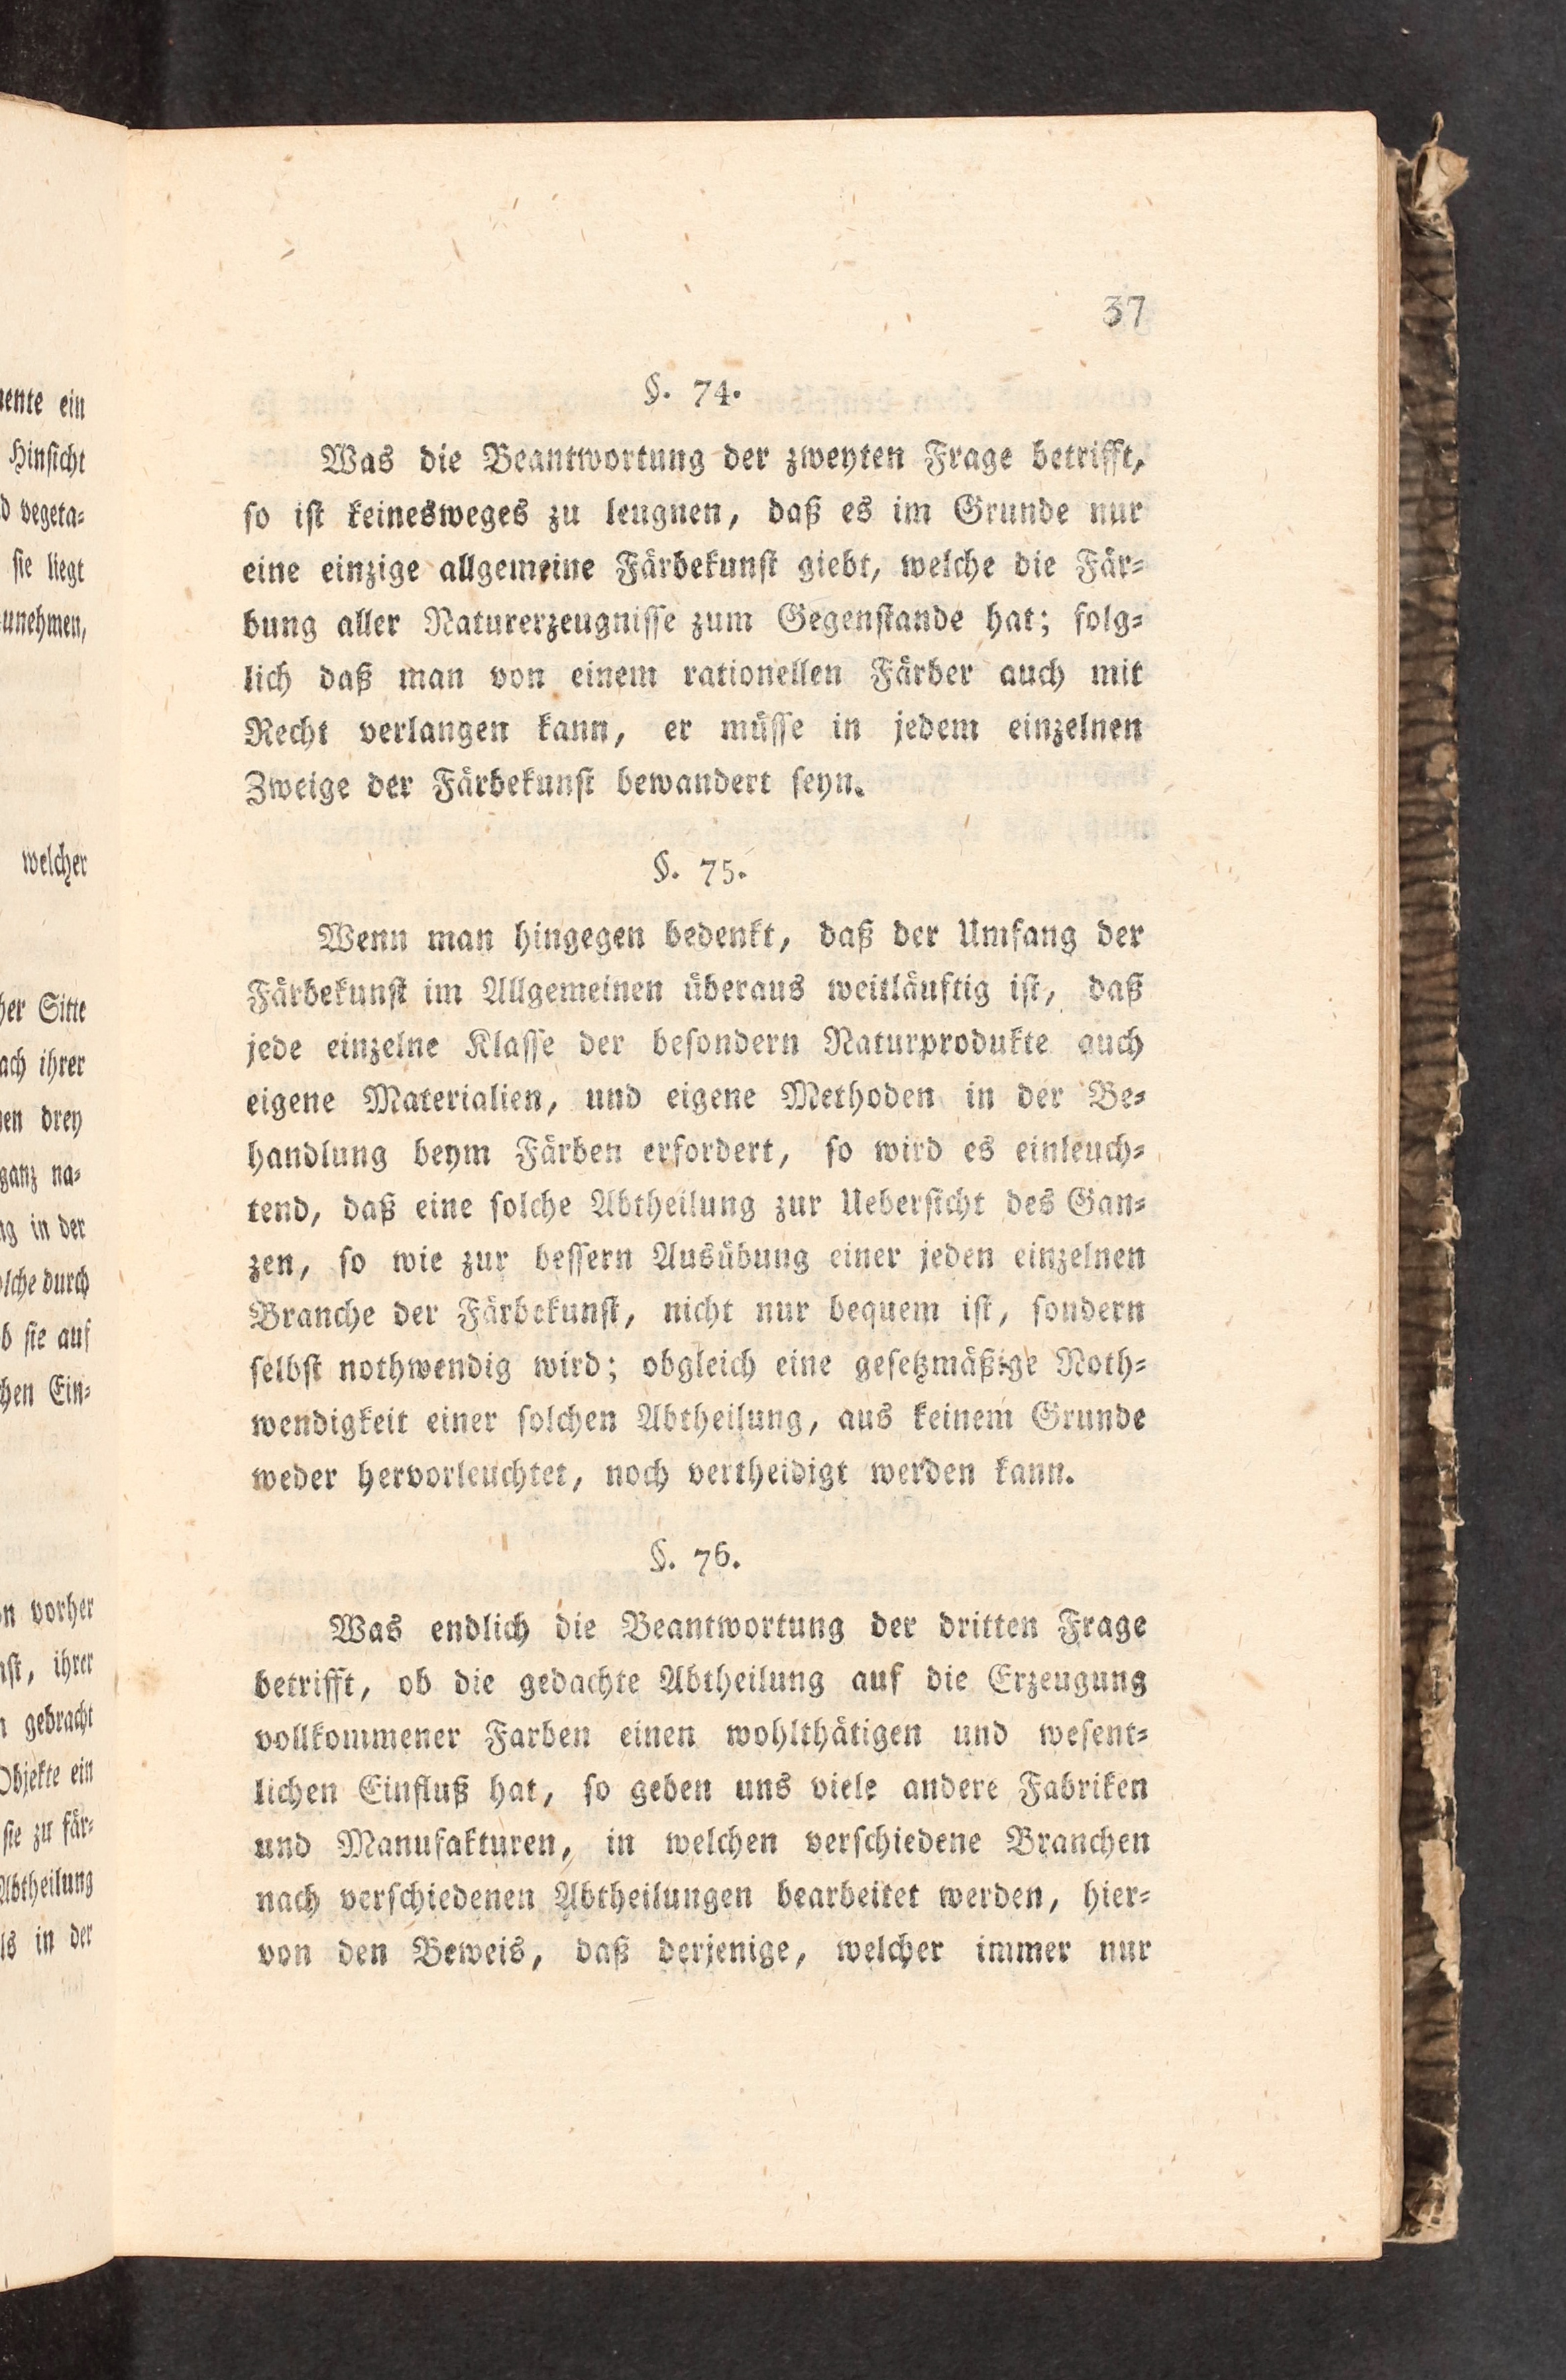 37
§. 74.
Was die Beantwortung der zweyten Frage betrifft,
so ist keinesweges zu leugnen, daß es im Grunde nur
eine einzige allgemeine Färbekunst giebt, welche die Fär-
bung aller Naturerzeugnisse zum Gegenstande hat; folg-
lich daß man von einem rationellen Färber auch mit
Recht verlangen kann, er müsse in jedem einzelnen
Zweige der Färbekunst bewandert seyn.
§. 75.
Wenn man hingegen bedenkt, daß der Umfang der
Färbekunst im Allgemeinen überaus weitläuftig ist, daß
jede einzelne Klasse der besondern Naturprodukte auch
eigene Materialien, und eigene Methoden in der Be-
handlung beym Färben erfordert, so wird es einleuch-
tend, daß eine solche Abtheilung zur Uebersicht des Gan-
zen, so wie zur bessern Ausübung einer jeden einzelnen
Branche der Färbekunst, nicht nur bequem ist, sondern
selbst nothwendig wird; obgleich eine gesetzmäßige Noth-
wendigkeit einer solchen Abtheilung, aus keinem Grunde
weder hervorleuchtet, noch vertheidigt werden kann.
§. 76.
Was endlich die Beantwortung der dritten Frage
betrifft, ob die gedachte Abtheilung auf die Erzeugung
vollkommener Farben einen wohlthätigen und wesent-
lichen Einfluß hat, so geben uns viele andere Fabriken
und Manufakturen, in welchen verschiedene Branchen
nach verschiedenen Abtheilungen bearbeitet werden, hier-
von den Beweis, daß derjenige, welcher immer nur